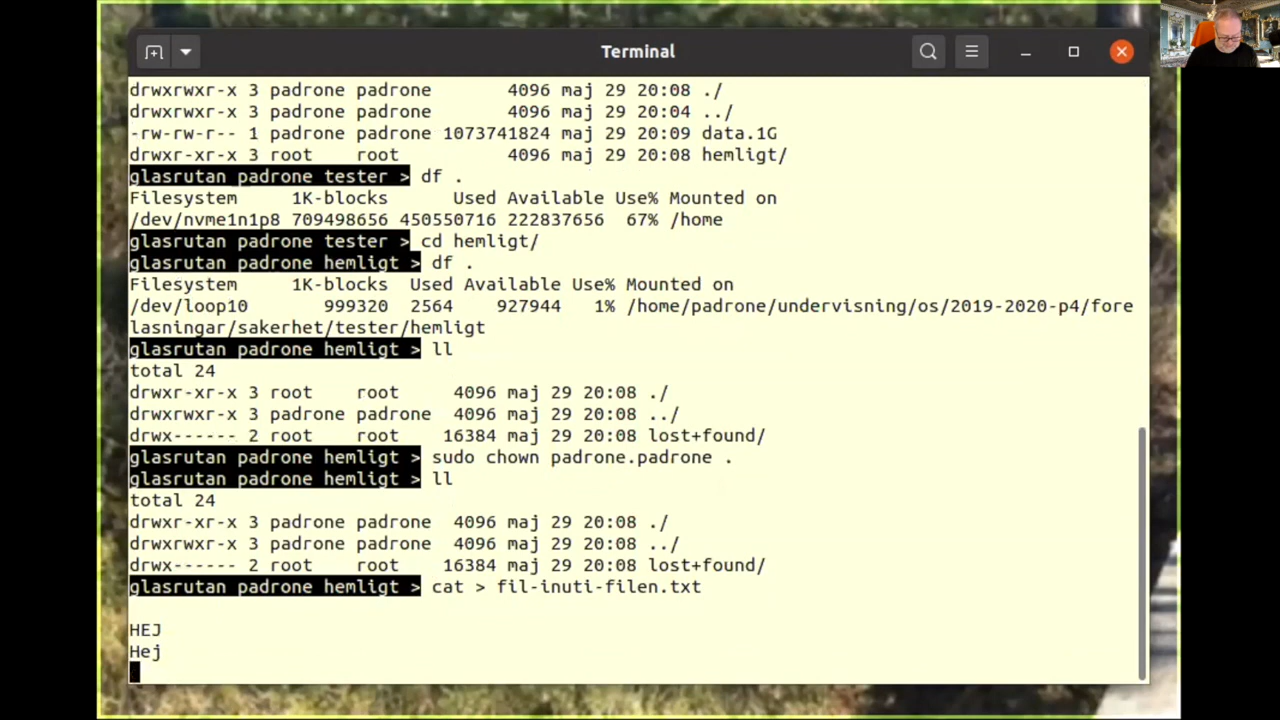 Terminal
drwxrwxr-x 3 padrone padrone       4096 maj 29 20:08 ./
drwxrwxr-x 3 padrone padrone       4096 maj 29 20:04 ../
-rw-rw-r-- 1 padrone padrone 1073741824 maj 29 20:09 data.1G
drwxr-xr-x 3 root    root          4096 maj 29 20:08 hemligt/
glasrutan padrone tester > df .
Filesystem     1K-blocks      Used Available Use% Mounted on
/dev/nvme1n1p8 709498656 450550716 222837656  67% /home
glasrutan padrone tester > cd hemligt/
glasrutan padrone hemligt > df .
Filesystem     1K-blocks  Used Available Use% Mounted on
/dev/loop10       999320  2564    927944   1% /home/padrone/undervisning/os/2019-2020-p4/fore
lasningar/sakerhet/tester/hemligt
glasrutan padrone hemligt > ll
total 24
drwxr-xr-x 3 root    root     4096 maj 29 20:08 ./
drwxrwxr-x 3 padrone padrone  4096 maj 29 20:08 ../
drwx------ 2 root    root    16384 maj 29 20:08 lost+found/
glasrutan padrone hemligt > sudo chown padrone.padrone .
glasrutan padrone hemligt > ll
total 24
drwxr-xr-x 3 padrone padrone  4096 maj 29 20:08 ./
drwxrwxr-x 3 padrone padrone  4096 maj 29 20:08 ../
drwx------ 2 root    root    16384 maj 29 20:08 lost+found/
glasrutan padrone hemligt > cat > fil-inuti-filen.txt
HEJ
Hej